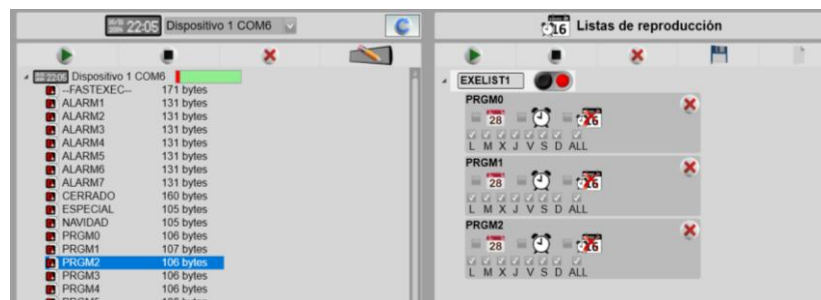 22:05 Dispositivo 1 COM6
C
16 Listas de reproducción
22:05 Dispositivo 1 COM6
--FASTEXEC-- 171 bytes
ALARM1 131 bytes
ALARM2 131 bytes
ALARM3 131 bytes
ALARM4 131 bytes
ALARM5 131 bytes
ALARM6 131 bytes
ALARM7 131 bytes
CERRADO 160 bytes
ESPECIAL 105 bytes
NAVIDAD 105 bytes
PRGM0 106 bytes
PRGM1 107 bytes
PRGM2 106 bytes
PRGM3 106 bytes
PRGM4 106 bytes
EXELIST1
PRGM0
28
L M X J V S D ALL
PRGM1
28
L M X J V S D ALL
PRGM2
28
L M X J V S D ALL